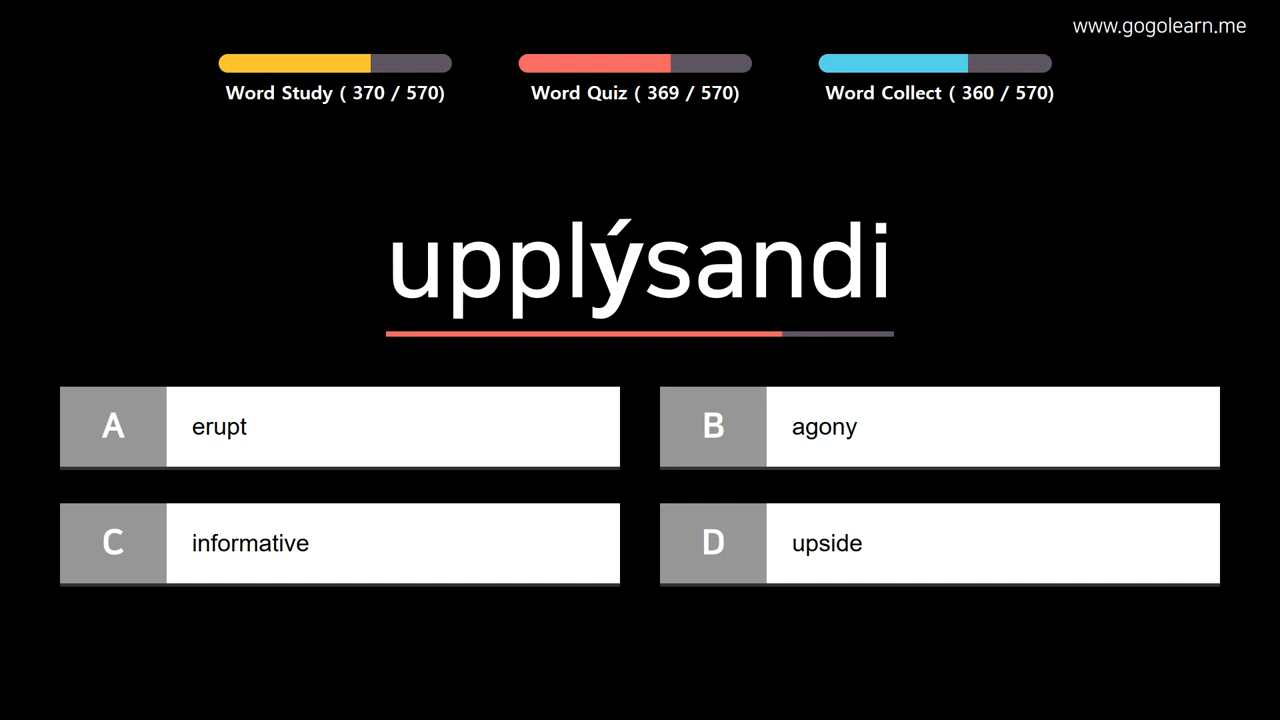 www.gogolearn.me
Word Study ( 370 / 570)
Word Quiz ( 369 / 570)
Word Collect ( 360 / 570)
upplýsandi
A erupt
B agony
C informative
D upside